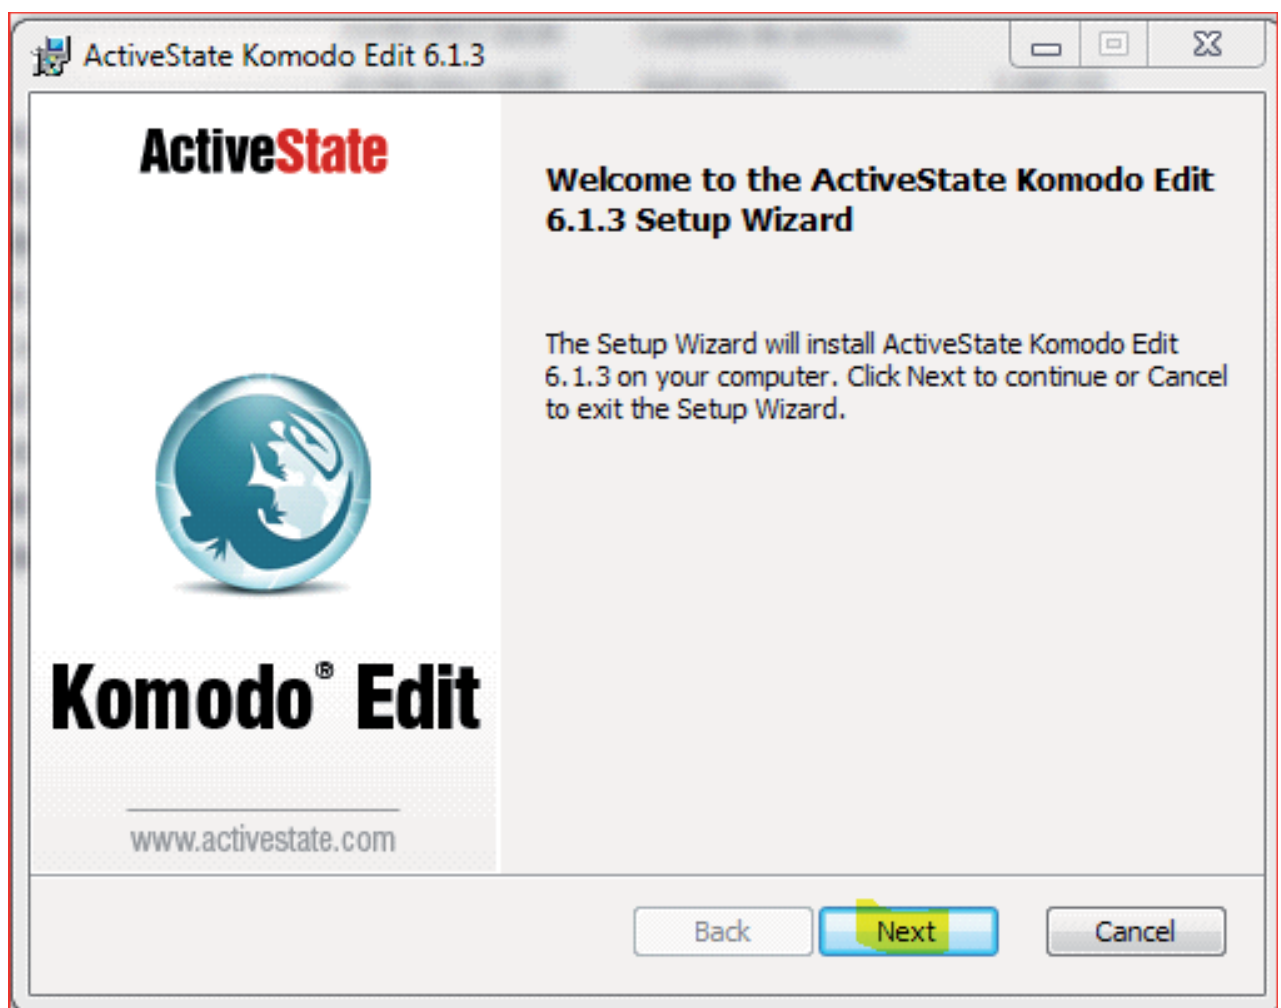 ActiveState Komodo Edit 6.1.3
ActiveState
Komodo® Edit
www.activestate.com
Welcome to the ActiveState Komodo Edit
6.1.3 Setup Wizard
The Setup Wizard will install ActiveState Komodo Edit
6.1.3 on your computer. Click Next to continue or Cancel
to exit the Setup Wizard.
Back
Next
Cancel